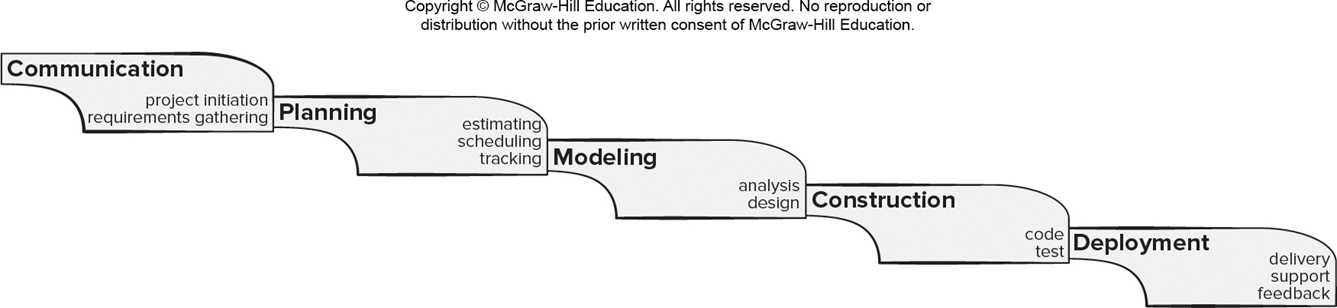 Copyright © McGraw-Hill Education. All rights reserved. No reproduction or
distribution without the prior written consent of McGraw-Hill Education.
Communication
project initiation
requirements gathering
Planning
estimating
scheduling
tracking
Modeling
analysis
design
Construction
code
test
Deployment
delivery
support
feedback